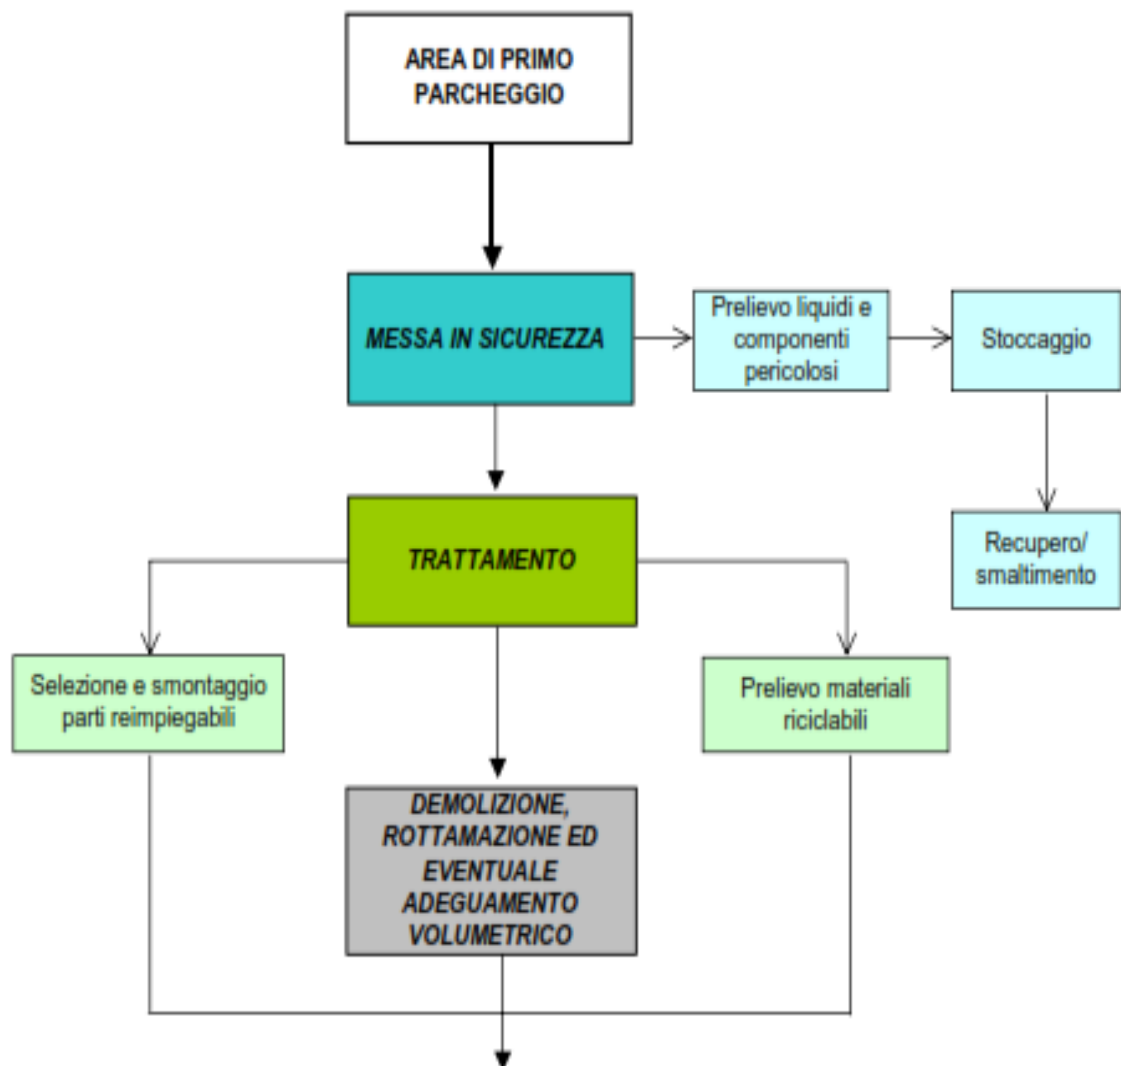 AREA DI PRIMO
PARCHEGGIO
MESSA IN SICUREZZA
Prelievo liquidi e
componenti
pericolosi
Stoccaggio
Recupero/
smaltimento
TRATTAMENTO
Selezione e smontaggio
parti reimpiegabili
Prelievo materiali
riciclabili
DEMOLIZIONE,
ROTTAMAZIONE ED
EVENTUALE
ADEGUAMENTO
VOLUMETRICO